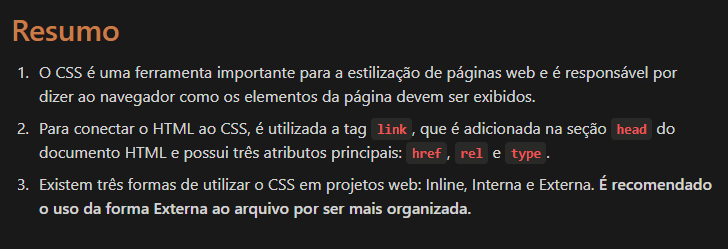 Resumo
1. O CSS é uma ferramenta importante para a estilização de páginas web e é responsável por
dizer ao navegador como os elementos da página devem ser exibidos.
2. Para conectar o HTML ao CSS, é utilizada a tag link, que é adicionada na seção head do
documento HTML e possui três atributos principais: href, rel e type.
3. Existem três formas de utilizar o CSS em projetos web: Inline, Interna e Externa. É recomendado
o uso da forma Externa ao arquivo por ser mais organizada.